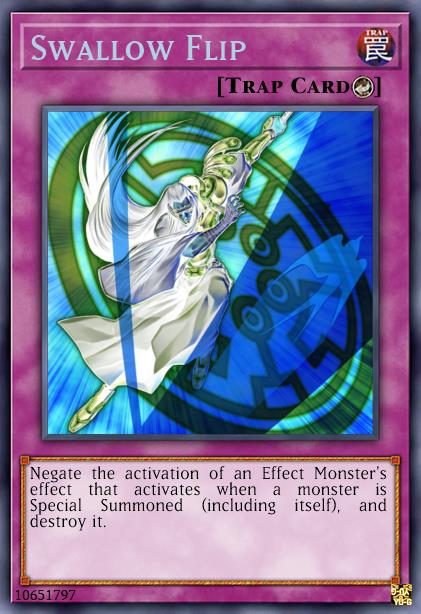 Swallow Flip
TRAP
罠
[Trap Card]
Negate the activation of an Effect Monster's
effect that activates when a monster is
Special Summoned (including itself), and
destroy it.
10651797